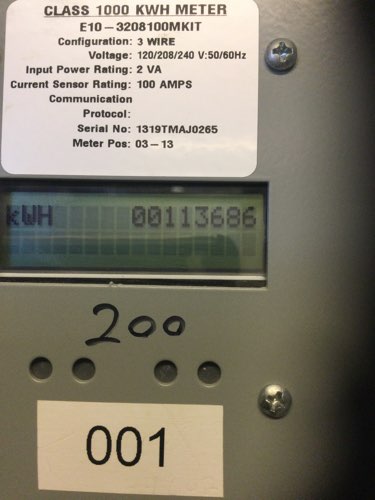 CLASS 1000 KWH METER
E10-3208100MKIT
Configuration: 3 WIRE
Voltage: 120/208/240 V:50/60Hz
Input Power Rating: 2 VA
Current Sensor Rating: 100 AMPS
Communication
Protocol:
Serial No: 1319TMAJ0265
Meter Pos: 03-13
kWH 00113686
200
001